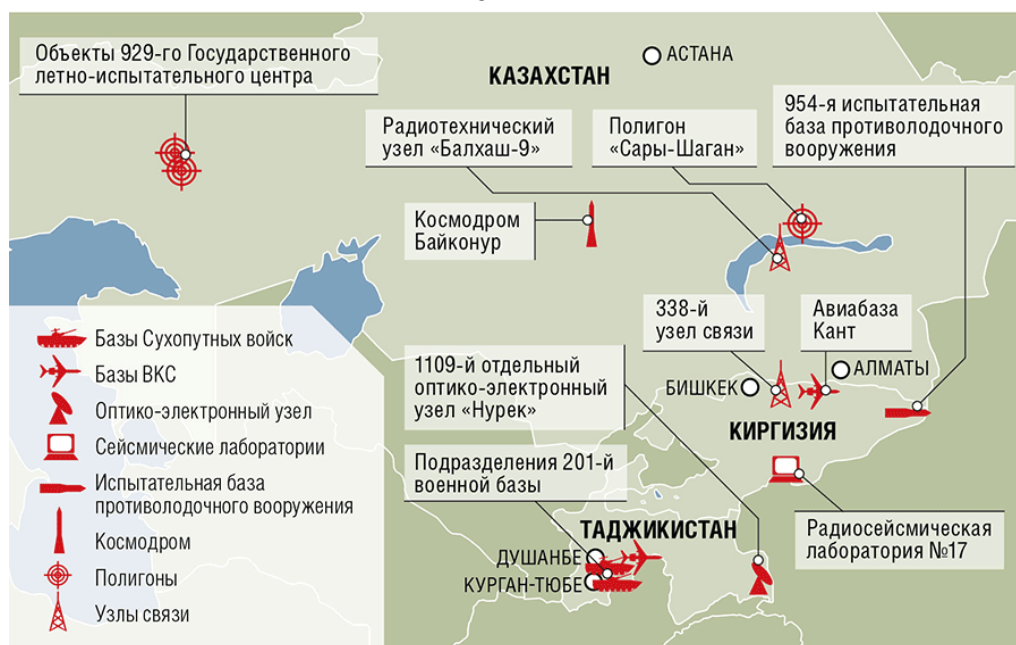 Объекты 929-го Государственного
летно-испытательного центра
КАЗАХСТАН
АСТАНА
Радиотехнический
узел «Балхаш-9»
Полигон
«Сары-Шаган»
954-я испытательная
база противолодочного
вооружения
Космодром
Байконур
338-й
узел связи
Авиабаза
Кант
1109-й отдельный
оптико-электронный
узел «Нурек»
БИШКЕК
АЛМАТЫ
КИРГИЗИЯ
Подразделения 201-й
военной базы
ТАДЖИКИСТАН
ДУШАНБЕ
КУРГАН-ТЮБЕ
Радиосейсмическая
лаборатория №17
Базы Сухопутных войск
Базы ВКС
Оптико-электронный узел
Сейсмические лаборатории
Испытательная база
противолодочного вооружения
Космодром
Полигоны
Узлы связи